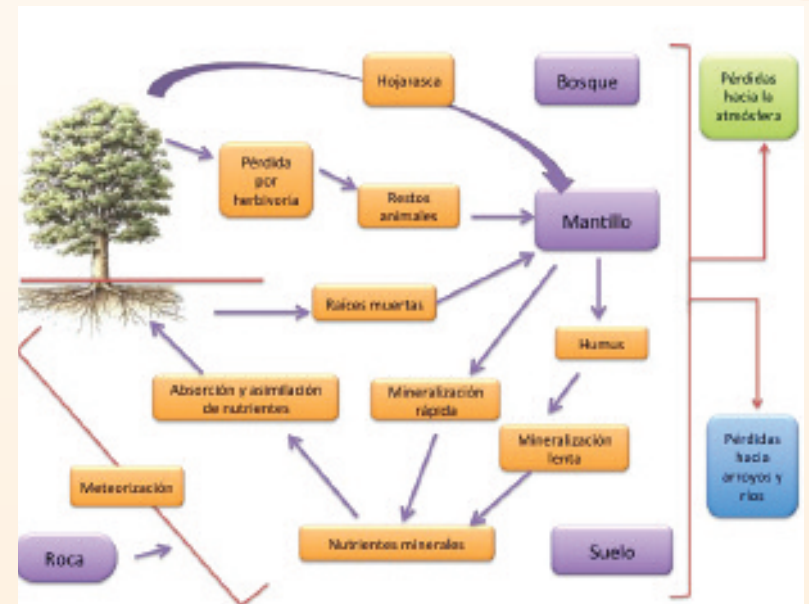 Hojarasca
Bosque
Pérdidas
hacia la
atmósfera
Pérdida
por
herbivoría
Restos
animales
Mantillo
Raíces muertas
Humus
Absorción y asimilación
de nutrientes
Mineralización
rápida
Mineralización
lenta
Pérdidas
hacia
arroyos y
ríos
Meteorización
Roca
Nutrientes minerales
Suelo